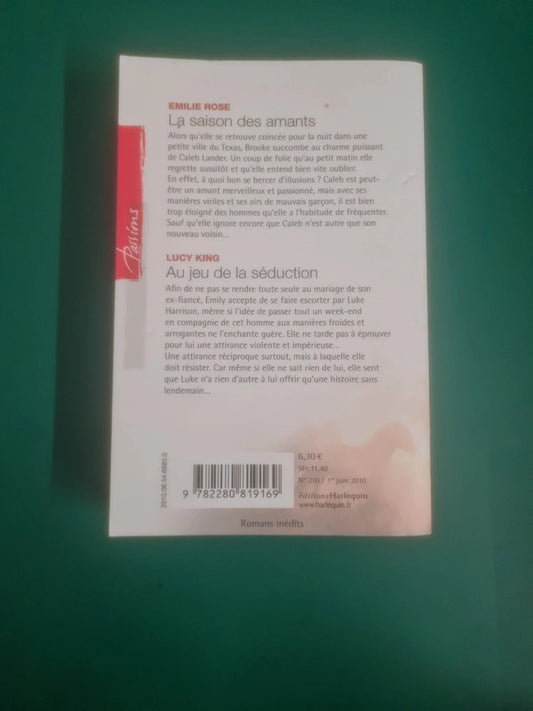 EMILIE ROSE
La saison des amants
Alors qu'elle se retrouve coincée pour la nuit dans une
petite ville du Texas, Brooke succombe au charme puissant
de Caleb Lander. Un coup de folie qu'au petit matin elle
regrette aussitôt et qu'elle entend bien vite oublier.
En effet, à quoi bon se bercer d'illusions ? Caleb est peut-
être un amant merveilleux et passionné, mais avec ses
manières viriles et ses airs de mauvais garçon, il est bien
trop éloigné des hommes qu'elle a l'habitude de fréquenter.
Sauf qu'elle ignore encore que Caleb n'est autre que son
nouveau voisin...
Passions
LUCY KING
Au jeu de la séduction
Afin de ne pas se rendre toute seule au mariage de son
ex-fiancé, Emily accepte de se faire escorter par Luke
Harrison, même si l'idée de passer tout un week-end
en compagnie de cet homme aux manières froides et
arrogantes ne l'enchante guère. Elle ne tarde pas à éprouver
pour lui une attirance violente et impérieuse...
Une attirance réciproque surtout, mais à laquelle elle
doit résister. Car même si elle ne sait rien de lui, elle sent
que Luke n'a rien d'autre à lui offrir qu'une histoire sans
lendemain...
6,30 €
SFr. 11.40
N° 210 / 1er juin 2010
éditions Harlequin
www.harlequin.fr
2010.06.54.6683.0
9 782280 819169
Romans inédits